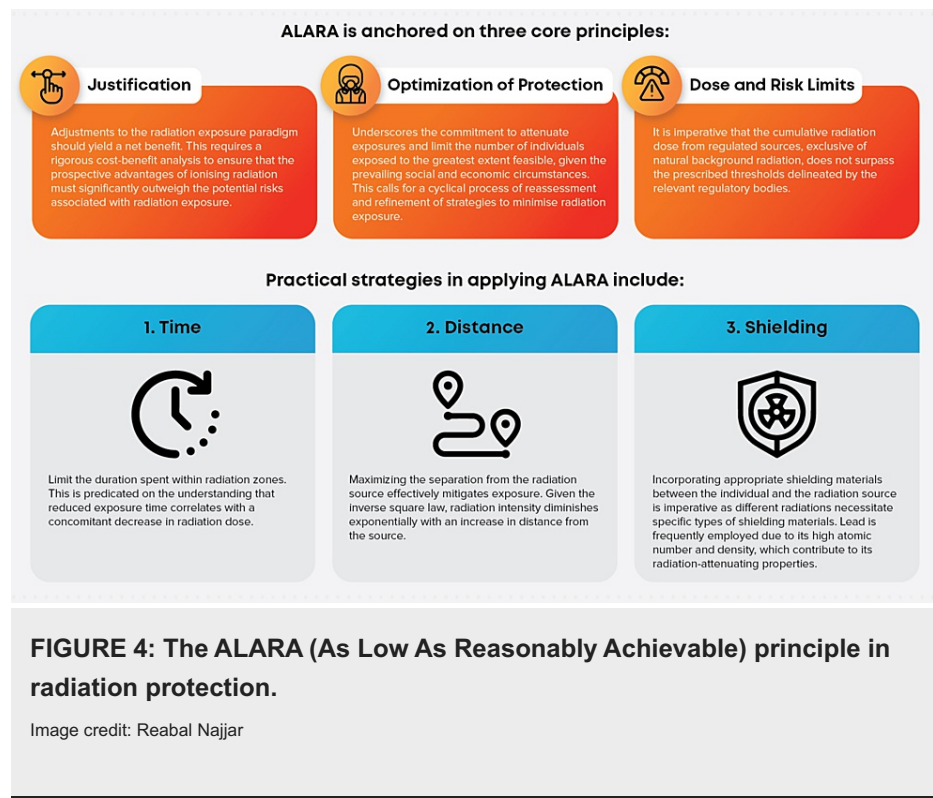 ALARA is anchored on three core principles:
Justification
Adjustments to the radiation exposure paradigm
should yield a net benefit. This requires a
rigorous cost-benefit analysis to ensure that the
prospective advantages of ionising radiation
must significantly outweigh the potential risks
associated with radiation exposure.
Optimization of Protection
Underscores the commitment to attenuate
exposures and limit the number of individuals
exposed to the greatest extent feasible, given the
prevailing social and economic circumstances.
This calls for a cyclical process of reassessment
and refinement of strategies to minimise radiation
exposure.
Dose and Risk Limits
It is imperative that the cumulative radiation
dose from regulated sources, exclusive of
natural background radiation, does not surpass
the prescribed thresholds delineated by the
relevant regulatory bodies.
Practical strategies in applying ALARA include:
1. Time
Limit the duration spent within radiation zones.
This is predicated on the understanding that
reduced exposure time correlates with a
concomitant decrease in radiation dose.
2. Distance
Maximizing the separation from the radiation
source effectively mitigates exposure. Given the
inverse square law, radiation intensity diminishes
exponentially with an increase in distance from
the source.
3. Shielding
Incorporating appropriate shielding materials
between the individual and the radiation source
is imperative as different radiations necessitate
specific types of shielding materials. Lead is
frequently employed due to its high atomic
number and density, which contribute to its
radiation-attenuating properties.
FIGURE 4: The ALARA (As Low As Reasonably Achievable) principle in
radiation protection.
Image credit: Reabal Najjar